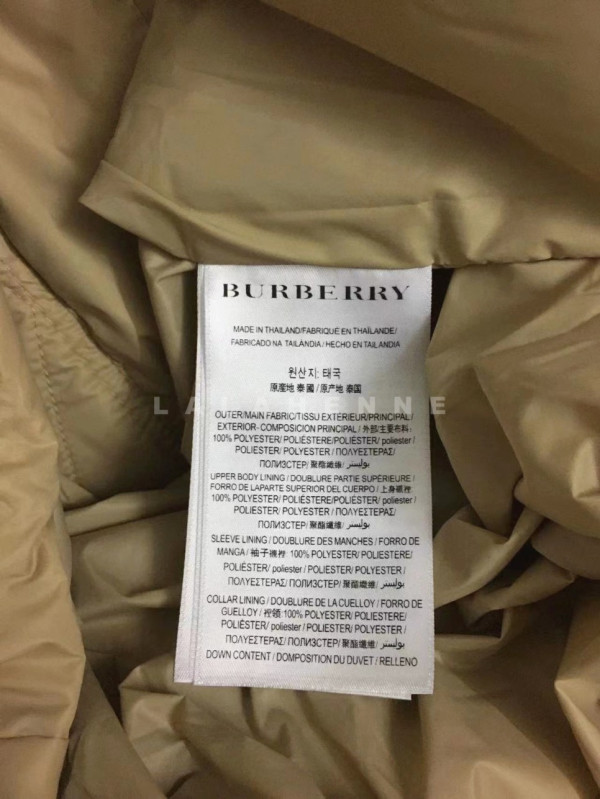 BURBERRY
MADE IN THAILAND/FABRIQUÉ EN THAÏLANDE/
FABRICADO NA TAILÂNDIA / HECHO EN TAILANDIA
원산지: 태국
原産地 泰國 / 原产地 泰国
LALAHENNE
OUTER/MAIN FABRIC/TISSU EXTÉRIEUR/PRINCIPAL/
EXTERIOR-COMPOSICION PRINCIPAL / 外部/主要布料:
100% POLYESTER/ POLIÉSTERE/POLIÉSTER/ poliester /
POLIESTER/ POLYESTER / ΠΟΛΥΕΣΤΕΡΑΣ/
ПОЛИЭСТЕР/ 聚酯纖維/ بوليستر/
UPPER BODY LINING / DOUBLURE PARTIE SUPERIEURE /
FORRO DE LAPARTE SUPERIOR DEL CUERPO / 上身襯裡:
100% POLYESTER/ POLIÉSTERE/POLIÉSTER/ poliester /
POLIESTER/ POLYESTER / ΠΟΛΥΕΣΤΕΡΑΣ/
ПОЛИЭСТЕР/ 聚酯纖維/ بوليستر/
SLEEVE LINING / DOUBLURE DES MANCHES / FORRO DE
MANGA / 袖子襯裡: 100% POLYESTER/ POLIESTERE/
POLIÉSTER/ poliester / POLIESTER/ POLYESTER /
ΠΟΛΥΕΣΤΕΡΑΣ/ ПОЛИЭСТЕР/ 聚酯纖維/ بوليستر/
COLLAR LINING / DOUBLURE DE LA CUELLOY / FORRO DE
GUELLOY / 裡領:100% POLYESTER/ POLIESTERE/
POLIÉSTER/ poliester / POLIESTER/ POLYESTER /
ΠΟΛΥΕΣΤΕΡΑΣ/ПОЛИЭСТЕР/ 聚酯纖維/ بوليستر/
DOWN CONTENT / DOMPOSITION DU DUVET / RELLENO